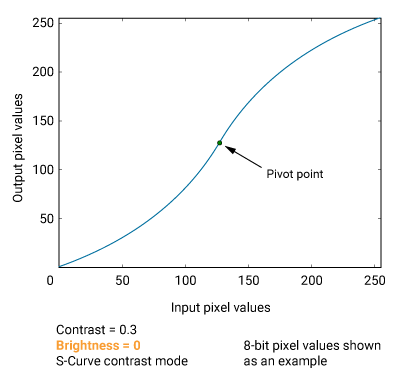 250
200
150
100
50
0
50
100
150
200
250
Output pixel values
Pivot point
Input pixel values
Contrast = 0.3
Brightness = 0
S-Curve contrast mode
8-bit pixel values shown
as an example